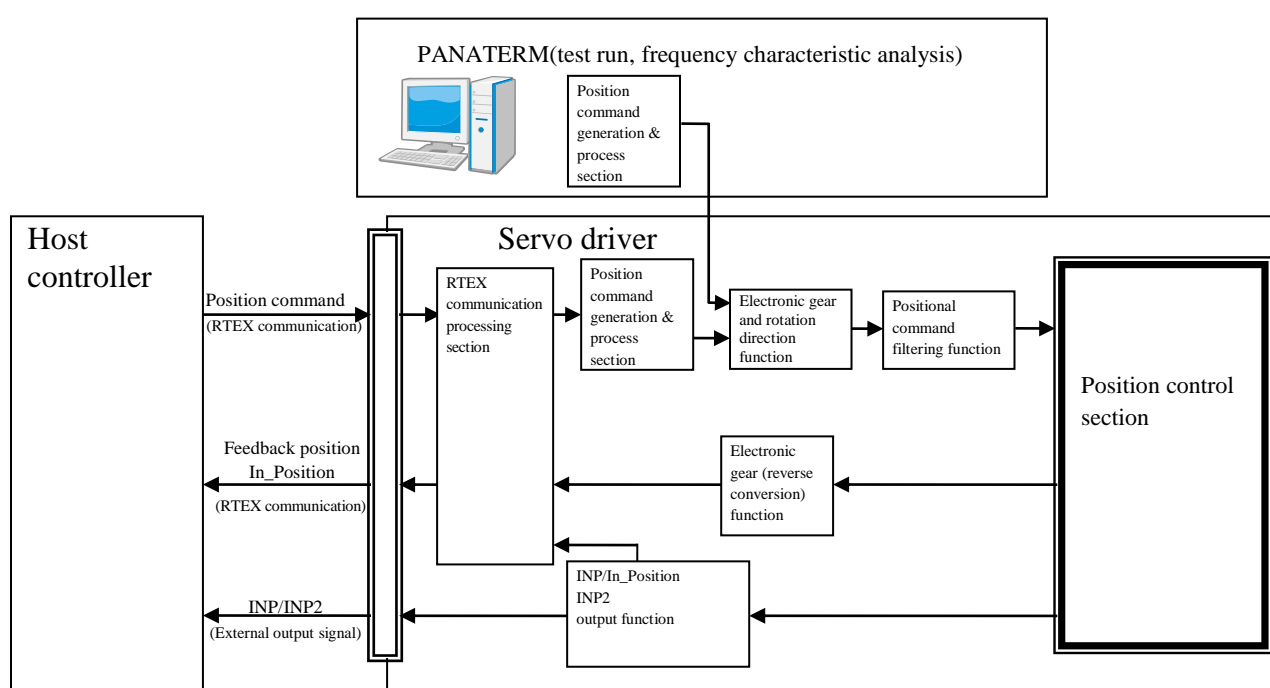 PANATERM(test run, frequency characteristic analysis)
Position
command
generation &
process
section
Host
controller
Servo driver
Position command
(RTEX communication)
RTEX
communication
processing
section
Position
command
generation &
process
section
Electronic gear
and rotation
direction
function
Positional
command
filtering function
Position control
section
Feedback position
In_Position
(RTEX communication)
Electronic
gear (reverse
conversion)
function
INP/INP2
(External output signal)
INP/In_Position
INP2
output function